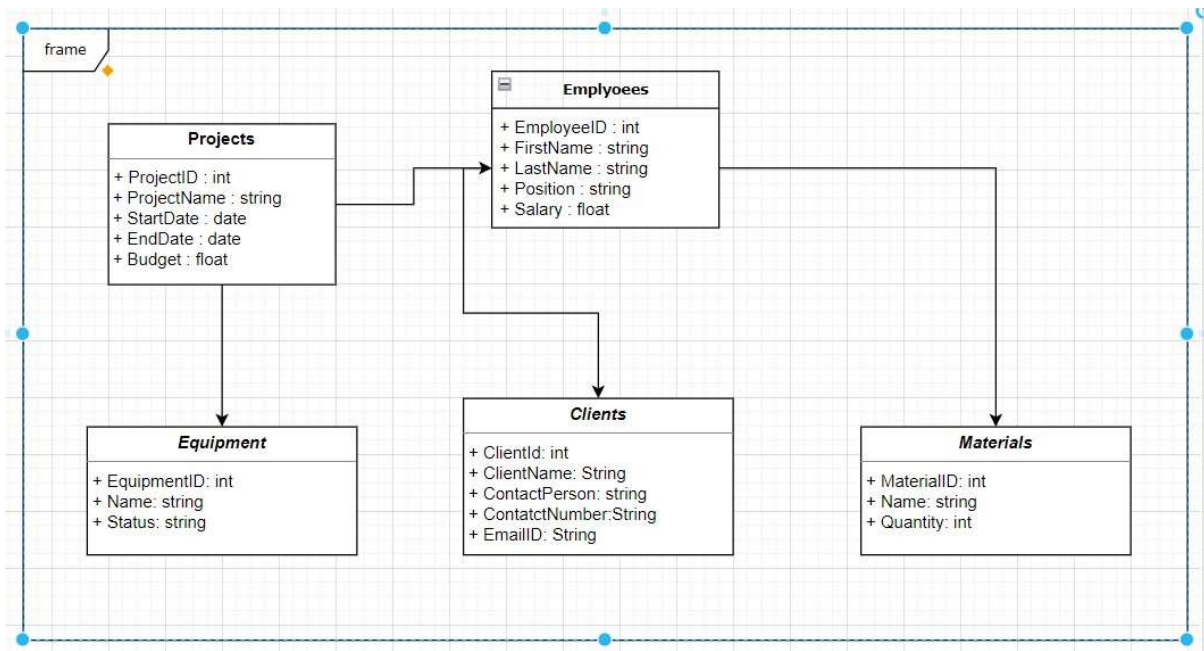 frame
Projects
+ ProjectID : int
+ ProjectName : string
+ StartDate : date
+ EndDate : date
+ Budget : float
Emplyoees
+ EmployeeID : int
+ FirstName : string
+ LastName : string
+ Position : string
+ Salary : float
Equipment
+ EquipmentID: int
+ Name: string
+ Status: string
Clients
+ ClientId: int
+ ClientName: String
+ ContactPerson: string
+ ContatctNumber:String
+ EmailID: String
Materials
+ MaterialID: int
+ Name: string
+ Quantity: int